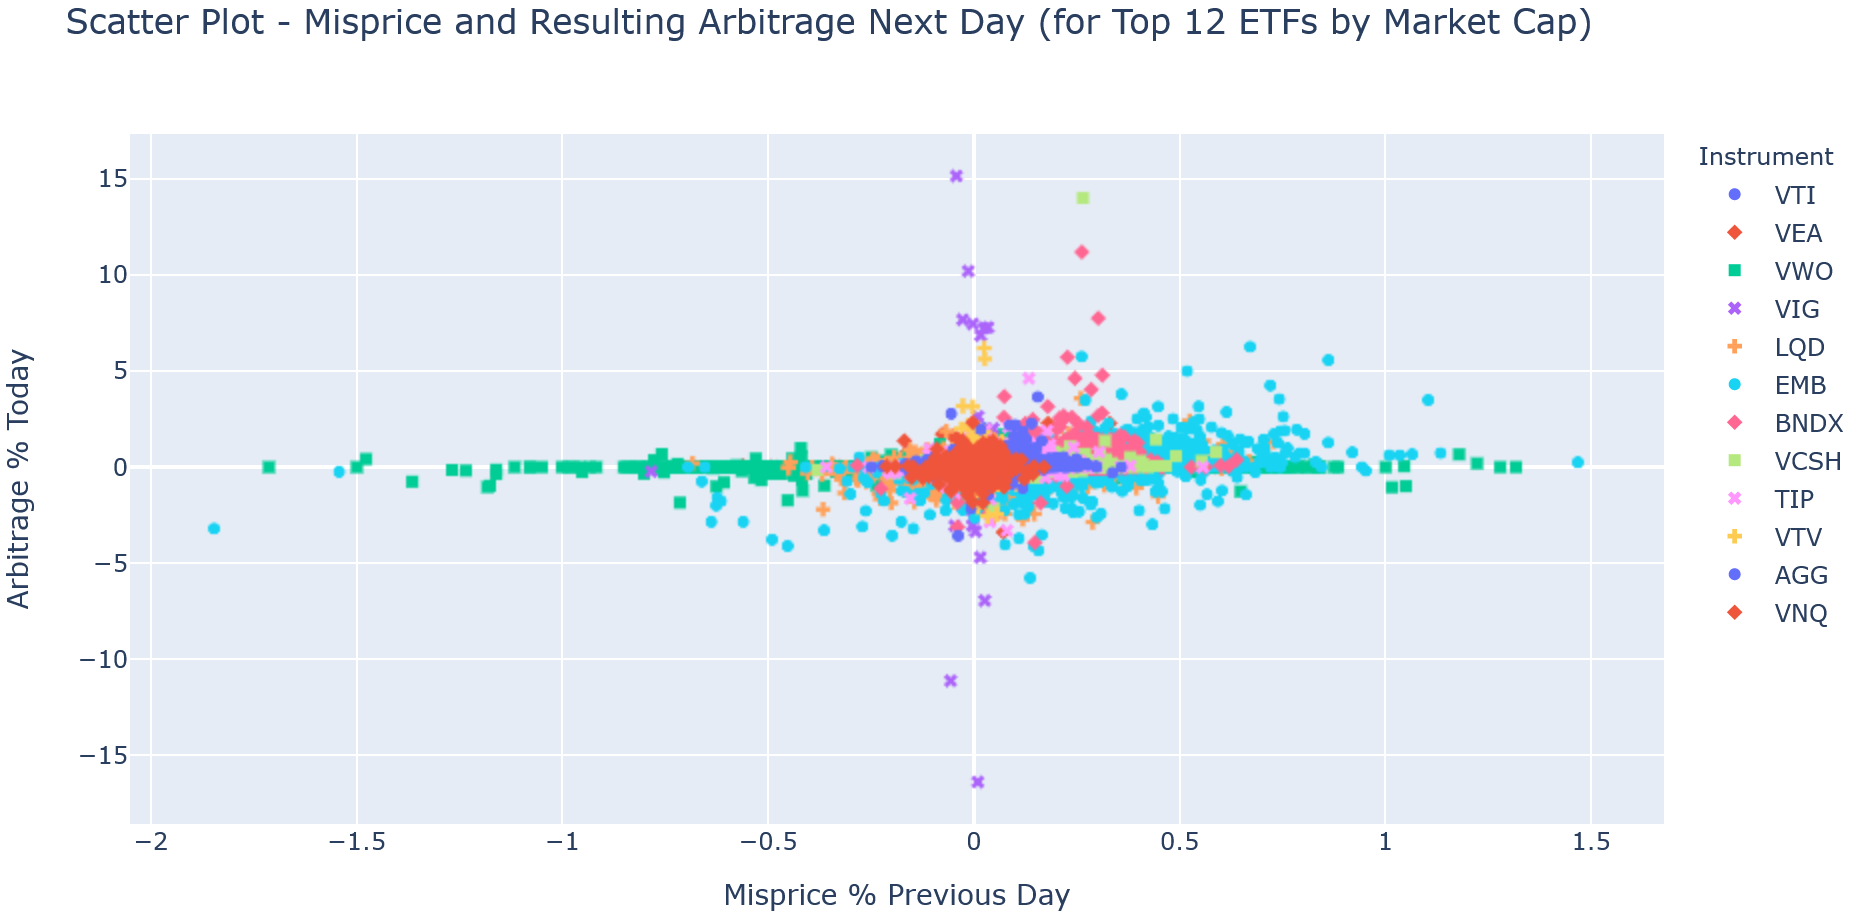 Scatter Plot - Misprice and Resulting Arbitrage Next Day (for Top 12 ETFs by Market Cap)
Arbitrage % Today
15
10
5
0
−5
−10
−15
−2
−1.5
−1
−0.5
0
0.5
1
1.5
Misprice % Previous Day
Instrument
VTI
VEA
VWO
VIG
LQD
EMB
BNDX
VCSH
TIP
VTV
AGG
VNQ